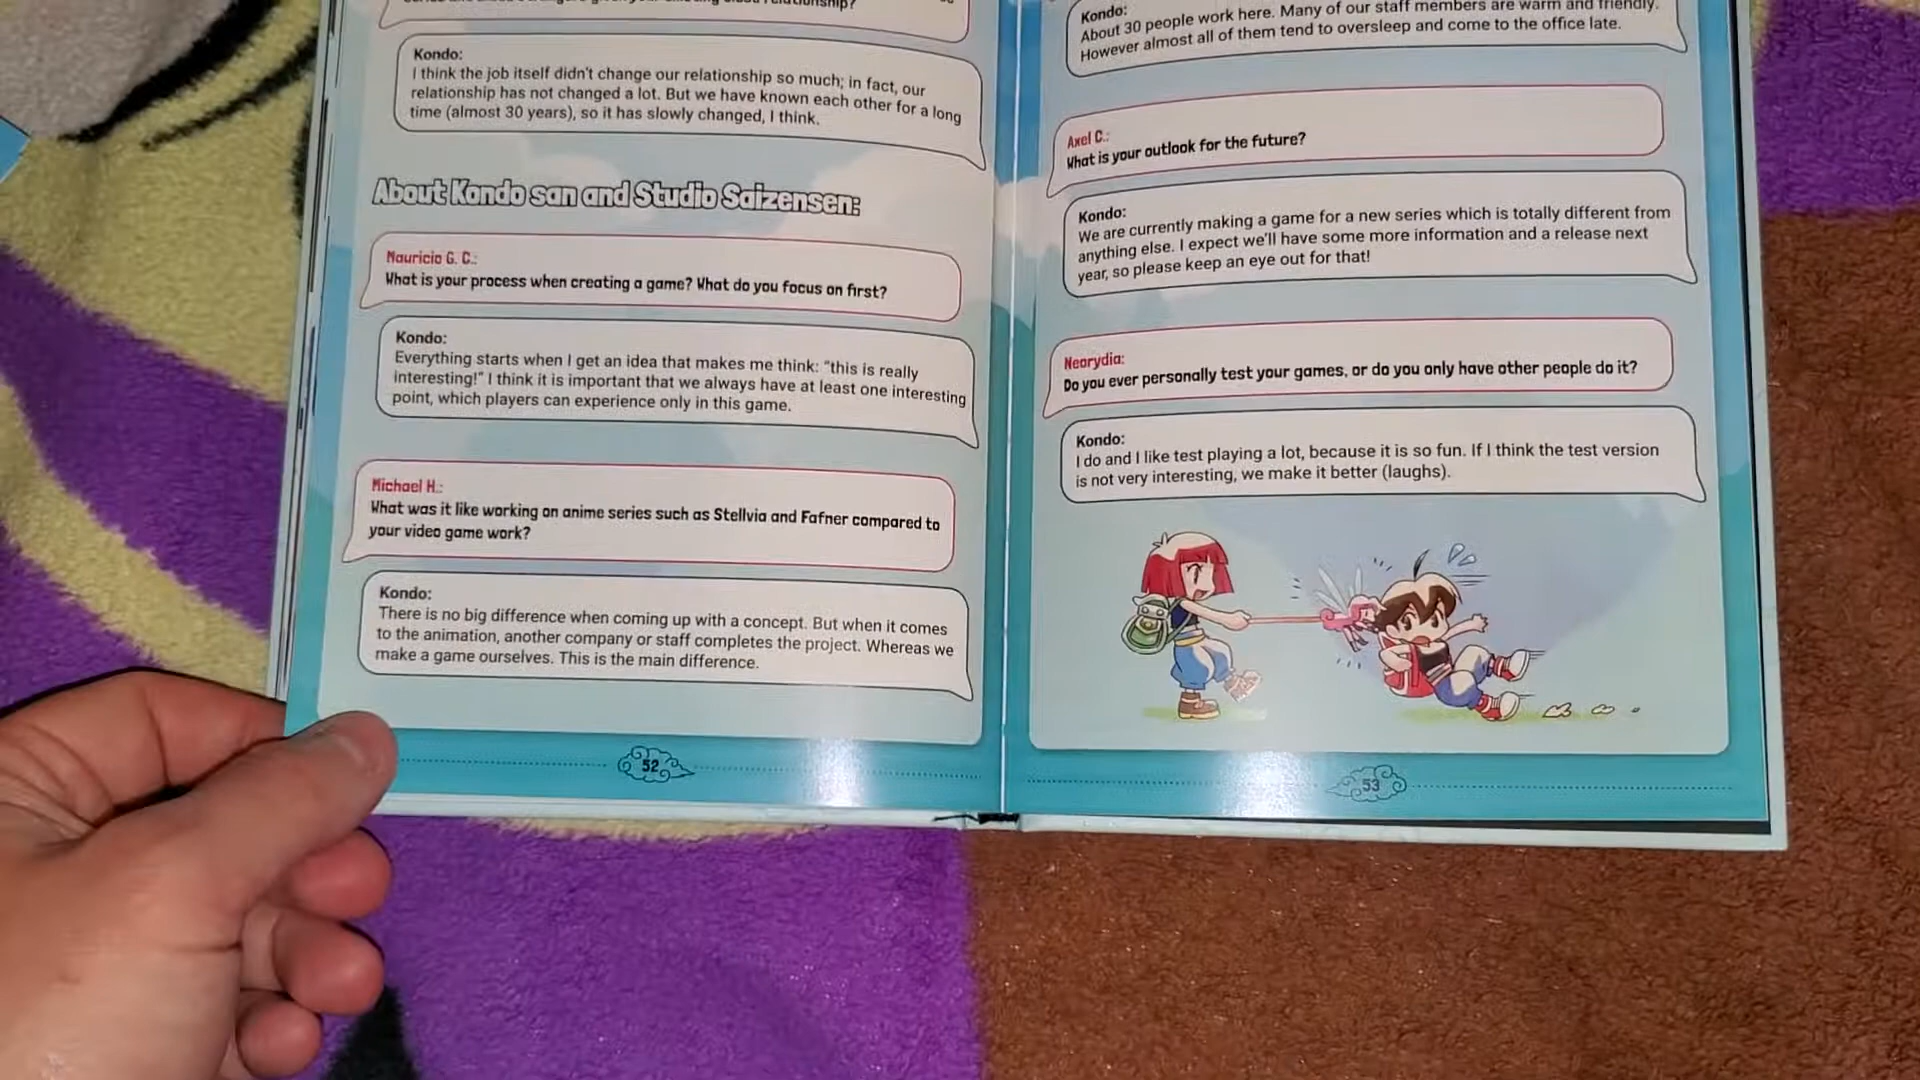 relationship?
Kondo:
I think the job itself didn't change our relationship so much; in fact, our
relationship has not changed a lot. But we have known each other for a long
time (almost 30 years), so it has slowly changed, I think.
About Kondo san and Studio Saizensen:
Mauricio G. C.:
What is your process when creating a game? What do you focus on first?
Kondo:
Everything starts when I get an idea that makes me think: "this is really
interesting!" I think it is important that we always have at least one interesting
point, which players can experience only in this game.
Michael H.:
What was it like working on anime series such as Stellvia and Fafner compared to
your video game work?
Kondo:
There is no big difference when coming up with a concept. But when it comes
to the animation, another company or staff completes the project. Whereas we
make a game ourselves. This is the main difference.
52
Kondo:
About 30 people work here. Many of our staff members are warm and friendly.
However almost all of them tend to oversleep and come to the office late.
Axel C.:
What is your outlook for the future?
Kondo:
We are currently making a game for a new series which is totally different from
anything else. I expect we'll have some more information and a release next
year, so please keep an eye out for that!
Neorydia:
Do you ever personally test your games, or do you only have other people do it?
Kondo:
I do and I like test playing a lot, because it is so fun. If I think the test version
is not very interesting, we make it better (laughs).
53